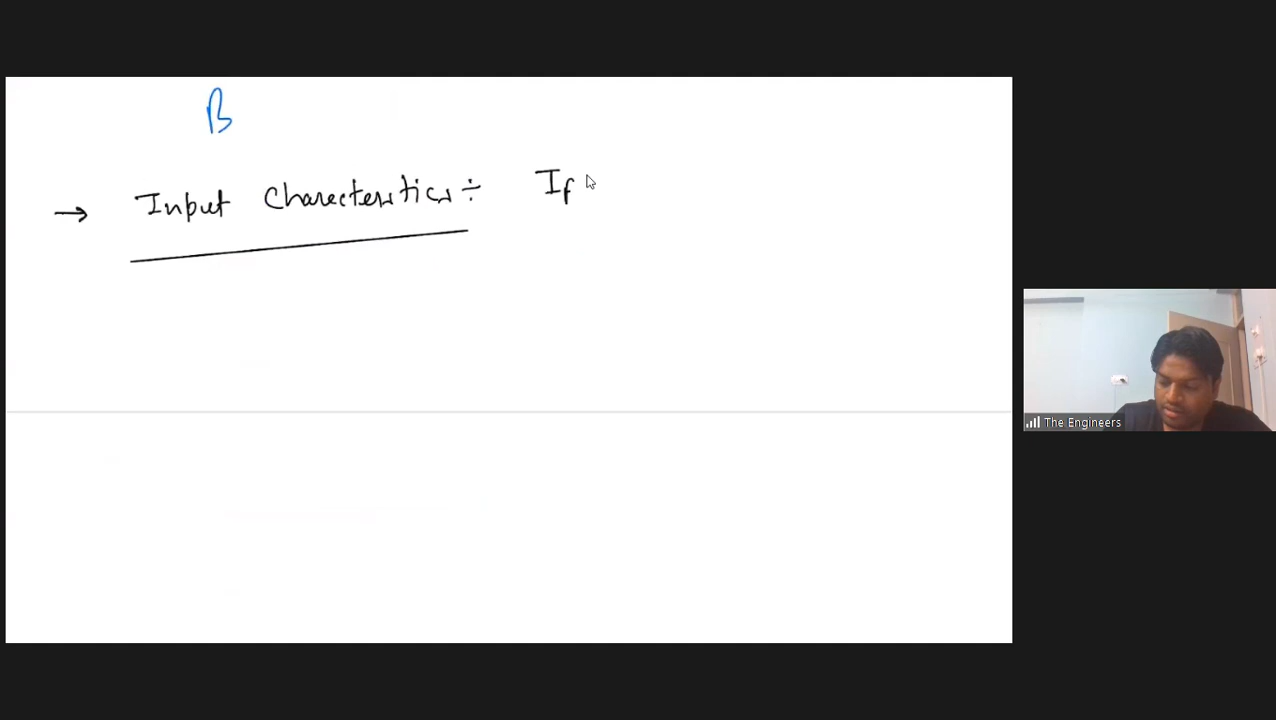 B
→ Input Characteristics ÷ If
The Engineers